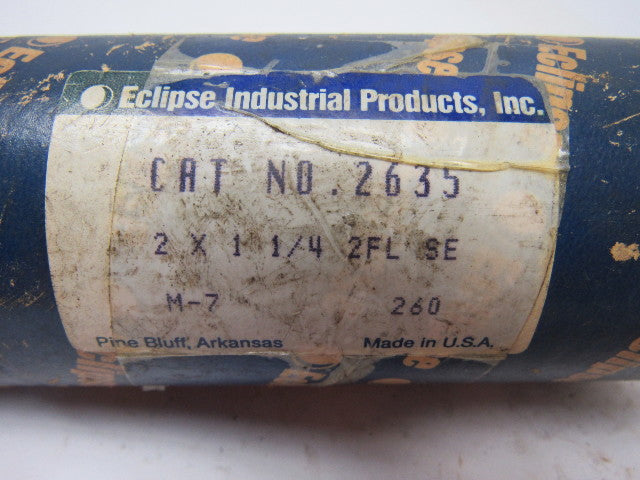 Eclipse Industrial Products, Inc.
CAT NO. 2635
2 X 1 1/4 2FL SE
M-7 260
Pine Bluff, Arkansas Made in U.S.A.
Eclipse